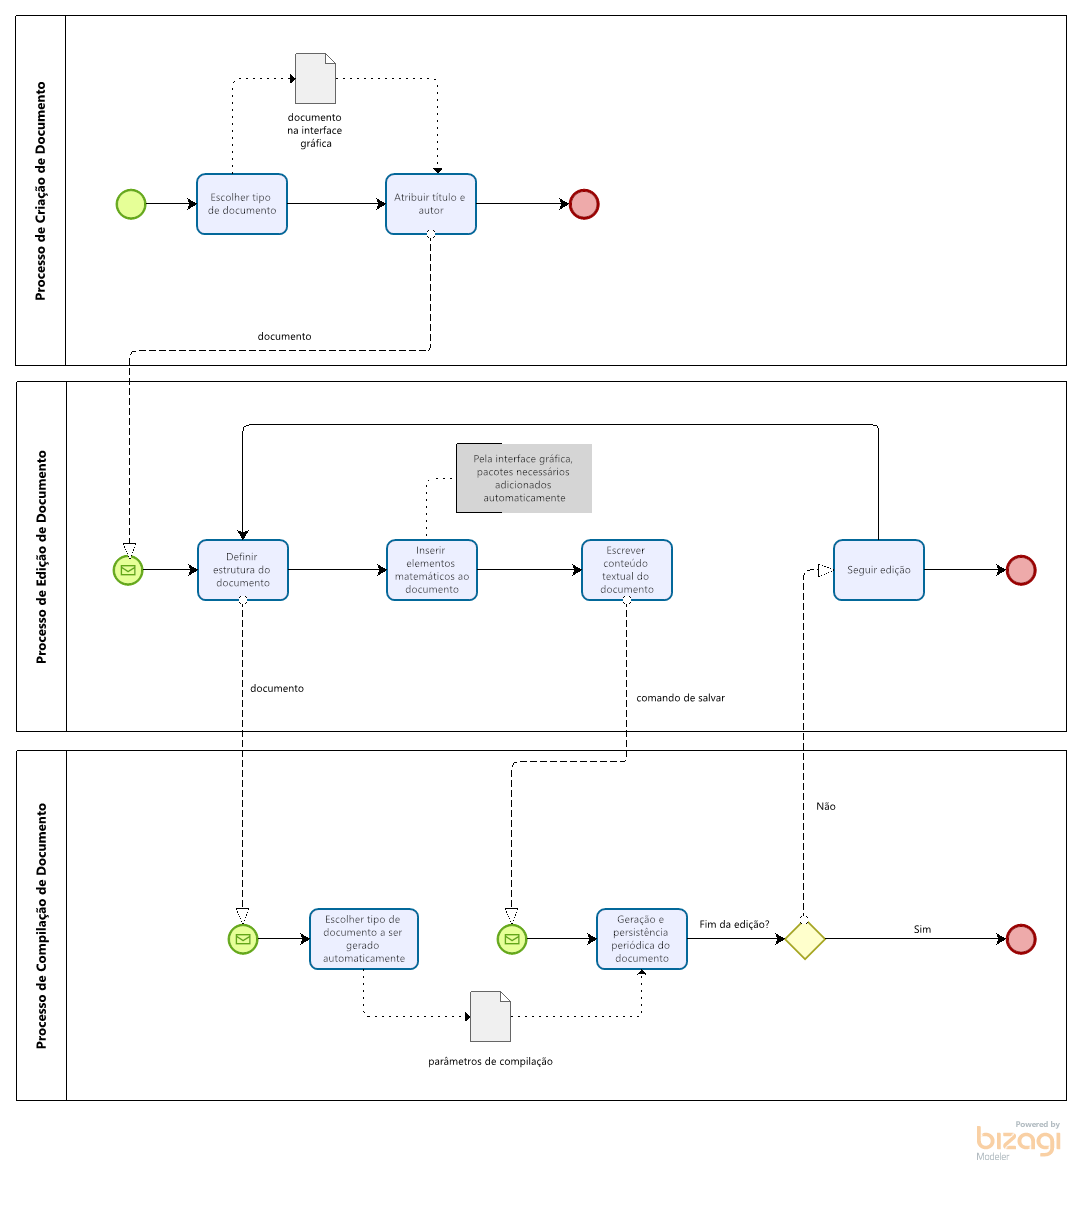 Processo de Criação de Documento
documento
na interface
gráfica
Escolher tipo
de documento
Atribuir título e
autor
documento
Processo de Edição de Documento
Pela interface gráfica,
pacotes necessários
adicionados
automaticamente
Definir
estrutura do
documento
Inserir
elementos
matemáticos ao
documento
Escrever
conteúdo
textual do
documento
Seguir edição
documento
comando de salvar
Processo de Compilação de Documento
Não
Escolher tipo de
documento a ser
gerado
automaticamente
Geração e
persistência
periódica do
documento
Fim da edição?
Sim
parâmetros de compilação
Powered by
bizagi
Modeler